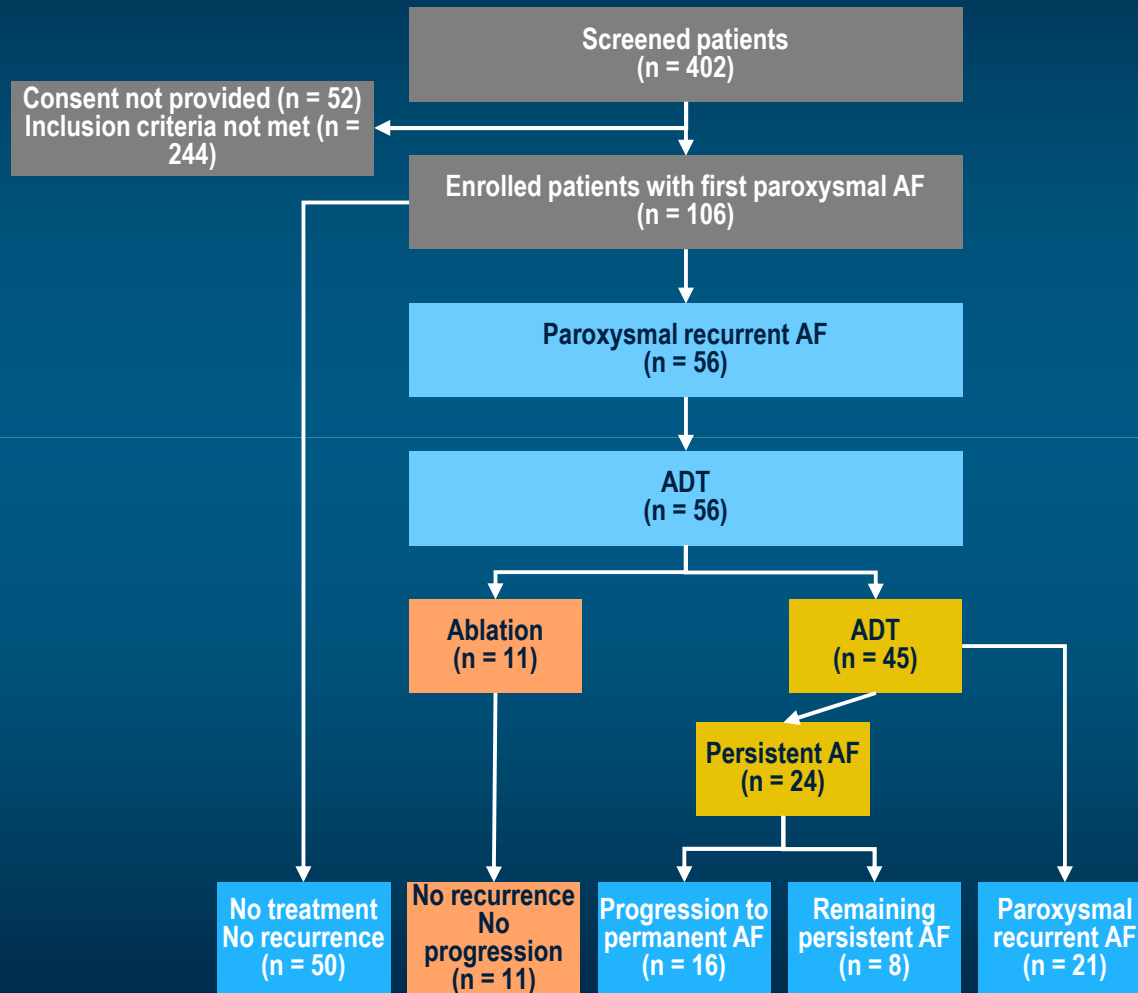 Screened patients
(n = 402)
Consent not provided (n = 52)
Inclusion criteria not met (n =
244)
Enrolled patients with first paroxysmal AF
(n = 106)
Paroxysmal recurrent AF
(n = 56)
ADT
(n = 56)
Ablation
(n = 11)
ADT
(n = 45)
Persistent AF
(n = 24)
No treatment
No recurrence
(n = 50)
No recurrence
No
progression
(n = 11)
Progression to
permanent AF
(n = 16)
Remaining
persistent AF
(n = 8)
Paroxysmal
recurrent AF
(n = 21)